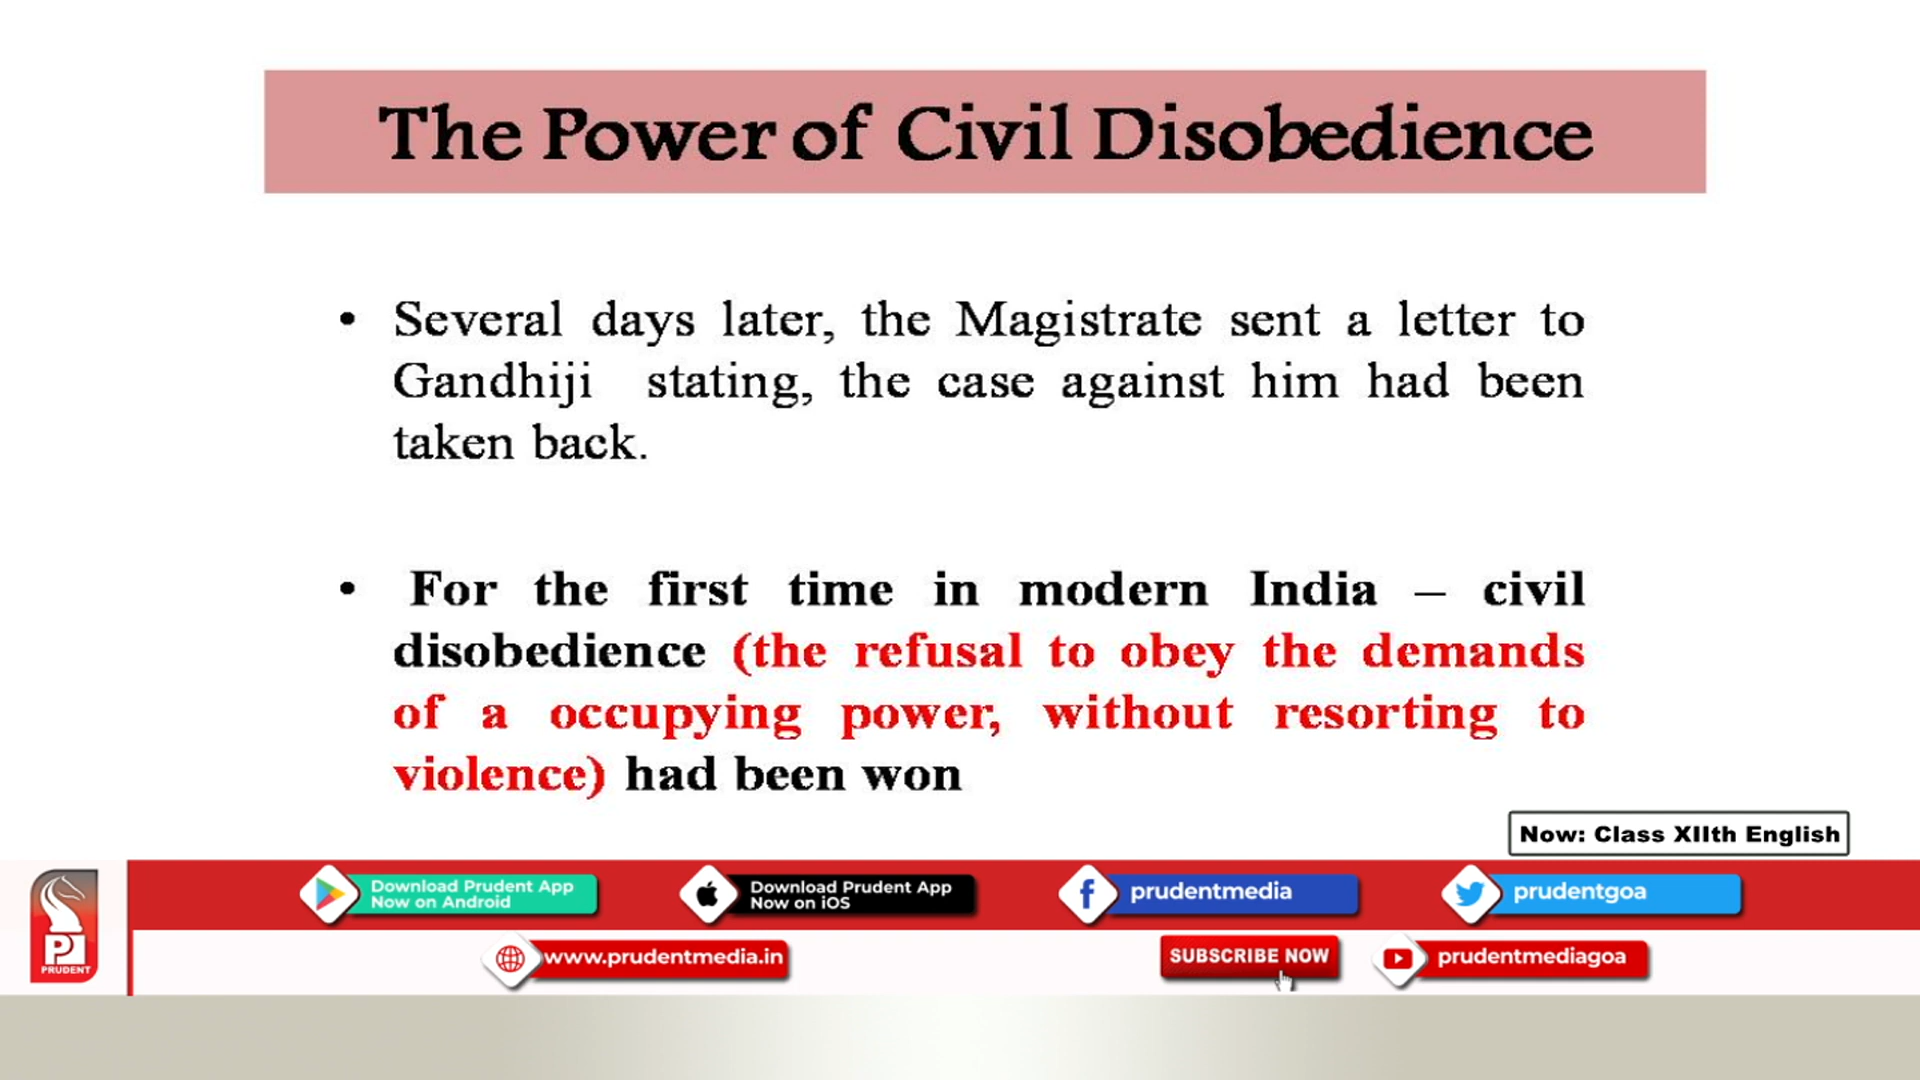 The Power of Civil Disobedience
• Several days later, the Magistrate sent a letter to
Gandhiji stating, the case against him had been
taken back.
• For the first time in modern India – civil
disobedience (the refusal to obey the demands
of a occupying power, without resorting to
violence) had been won
Now: Class XIIth English
Download Prudent App
Now on Android
Download Prudent App
Now on iOS
prudentmedia
prudentgoa
PRUDENT
www.prudentmedia.in
SUBSCRIBE NOW
prudentmediagoa